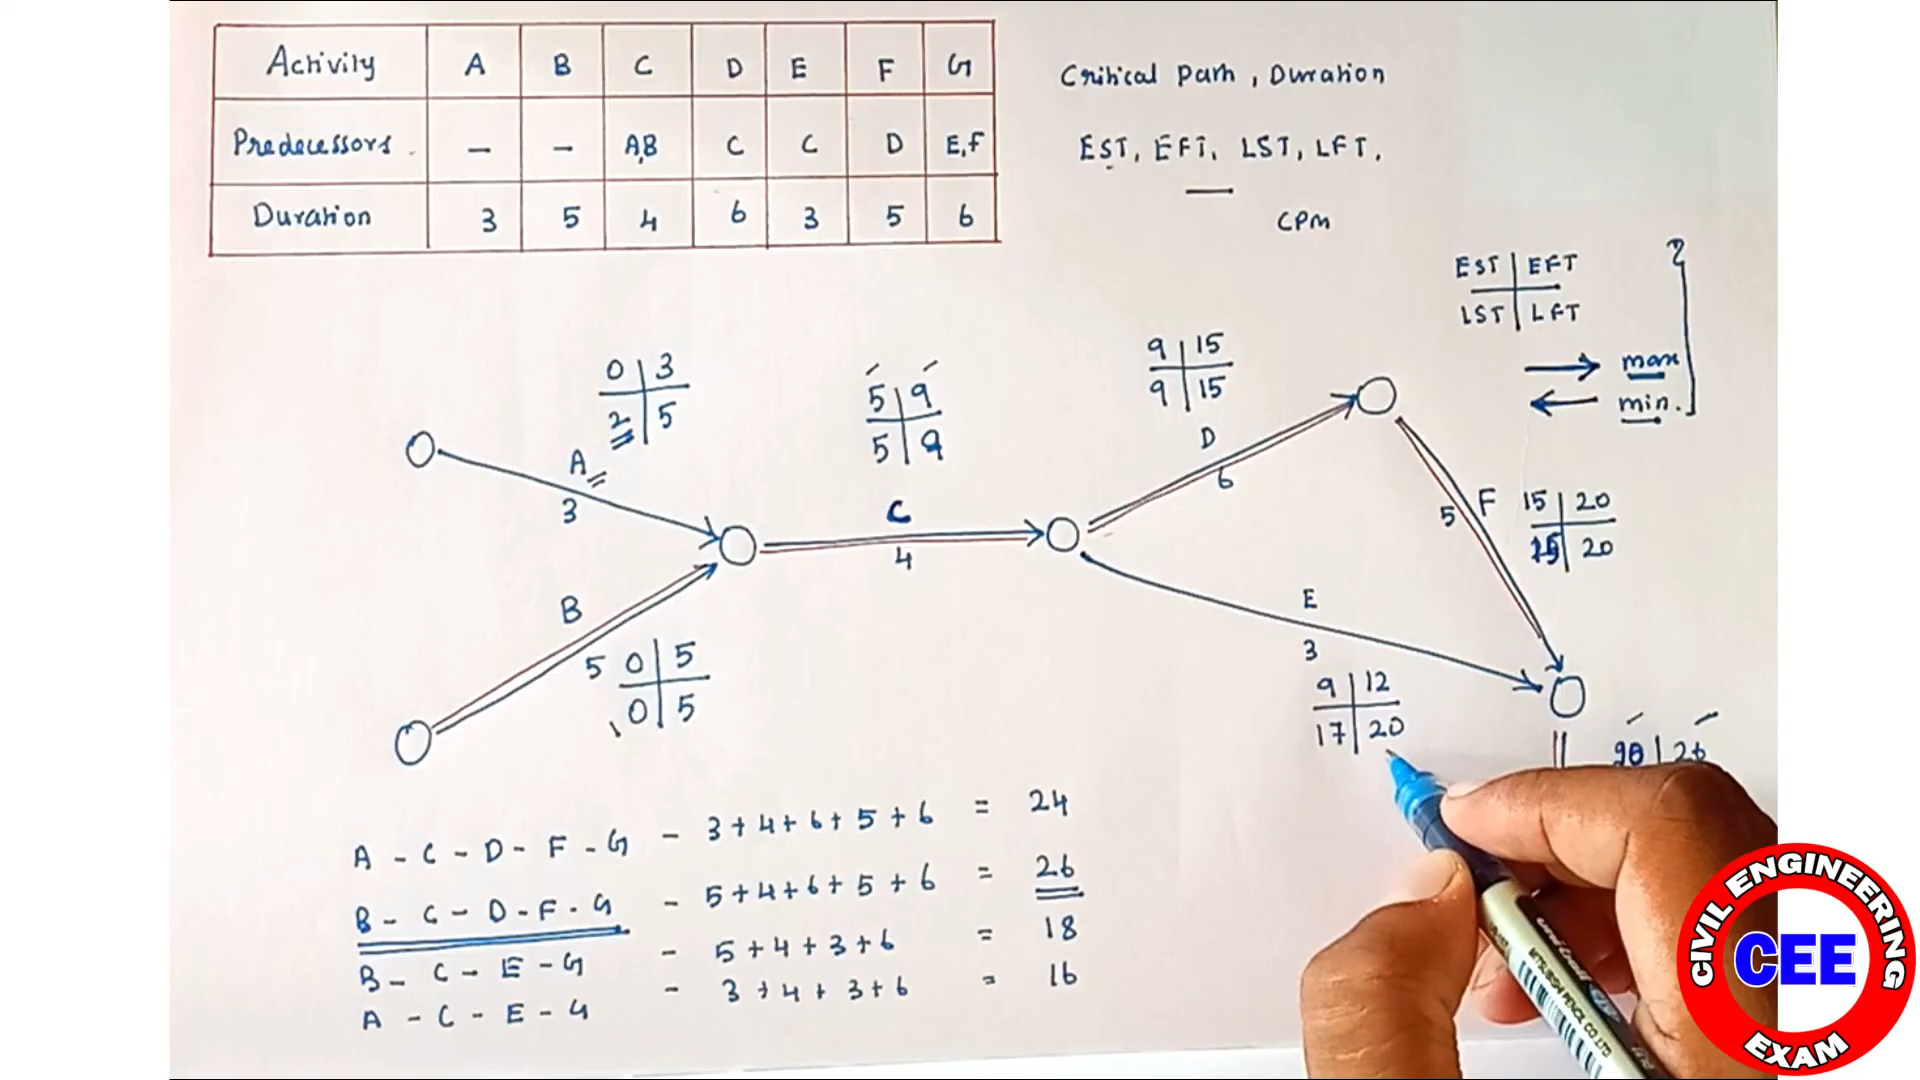 Activity A B C D E F G
Predecessors - - A,B C C D E,F
Duration 3 5 4 6 3 5 6
Critical Path, Duration
EST, EFT, LST, LFT.
CPM
EST | EFT
LST | LFT
→ max
← min.
0 | 3
2 | 5
A
3
5 | 9
5 | 9
C
4
9 | 15
9 | 15
D
6
F
5
15 | 20
15 | 20
B
5
0 | 5
0 | 5
E
3
9 | 12
17 | 20
20 | 26
A - C - D - F - G - 3+4+6+5+6 = 24
B - C - D - F - G - 5+4+6+5+6 = 26
B - C - E - G - 5+4+3+6 = 18
A - C - E - G - 3+4+3+6 = 16
CIVIL ENGINEERING
CEE
EXAM